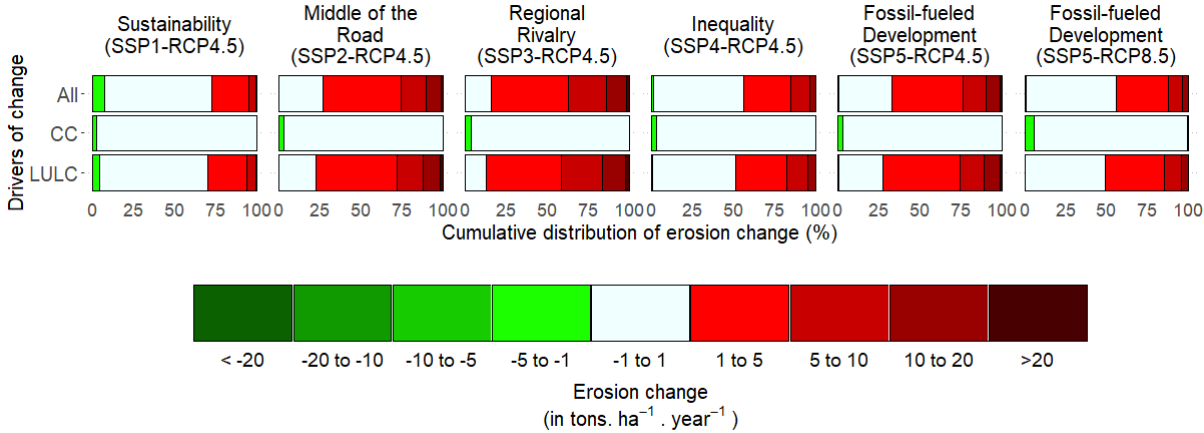 Sustainability
(SSP1-RCP4.5)
Middle of the
Road
(SSP2-RCP4.5)
Regional
Rivalry
(SSP3-RCP4.5)
Inequality
(SSP4-RCP4.5)
Fossil-fueled
Development
(SSP5-RCP4.5)
Fossil-fueled
Development
(SSP5-RCP8.5)
Drivers of change
All
CC
LULC
0 25 50 75 100 0 25 50 75 100 0 25 50 75 100 0 25 50 75 100 0 25 50 75 100 0 25 50 75 100
Cumulative distribution of erosion change (%)
< -20 -20 to -10 -10 to -5 -5 to -1 -1 to 1 1 to 5 5 to 10 10 to 20 >20
Erosion change
(in tons. ha⁻¹ . year⁻¹ )